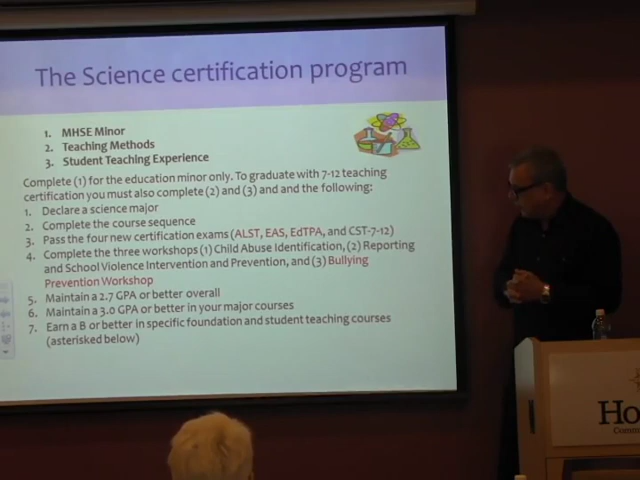 The Science certification program
1. MHSE Minor
2. Teaching Methods
3. Student Teaching Experience
Complete (1) for the education minor only. To graduate with 7-12 teaching
certification you must also complete (2) and (3) and the following:
1. Declare a science major
2. Complete the course sequence
3. Pass the four new certification exams (ALST, EAS, EdTPA, and CST-7-12)
4. Complete the three workshops (1) Child Abuse Identification, (2) Reporting
and School Violence Intervention and Prevention, and (3) Bullying
Prevention Workshop
5. Maintain a 2.7 GPA or better overall
6. Maintain a 3.0 GPA or better in your major courses
7. Earn a B or better in specific foundation and student teaching courses
(asterisked below)
Ho
Comm